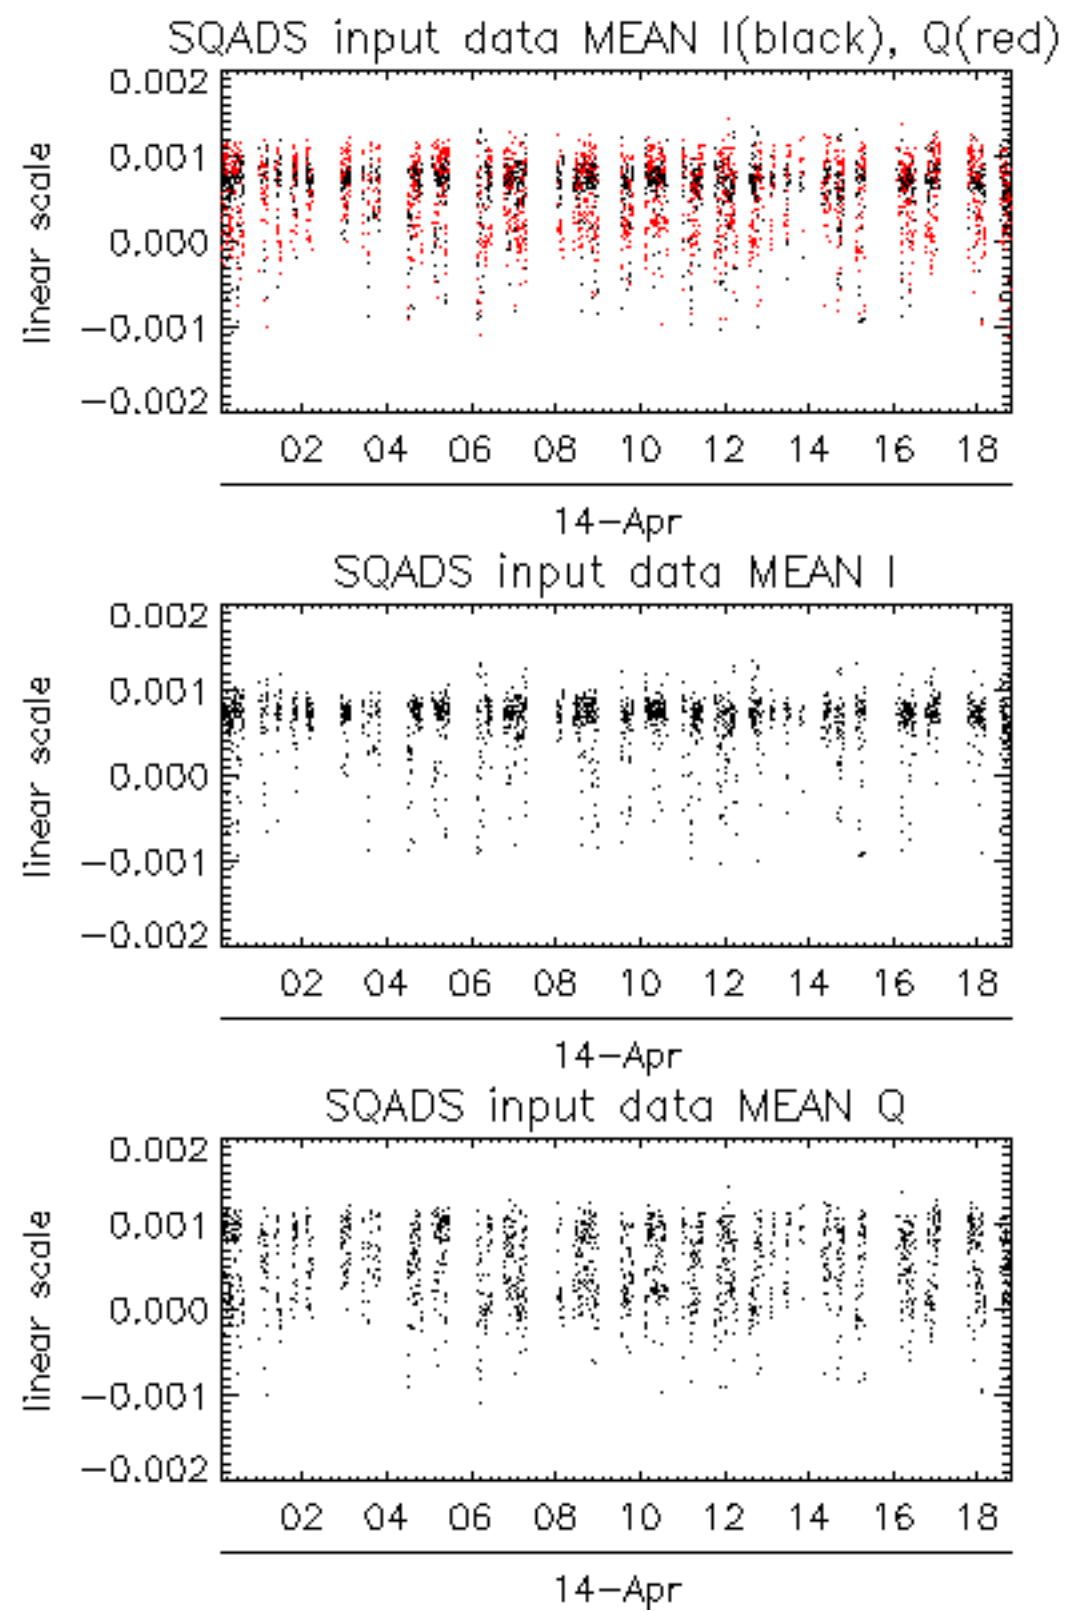 SQADS input data MEAN I(black), Q(red)
linear scale
0.002
0.001
0.000
−0.001
−0.002
02 04 06 08 10 12 14 16 18
14−Apr
SQADS input data MEAN I
linear scale
0.002
0.001
0.000
−0.001
−0.002
02 04 06 08 10 12 14 16 18
14−Apr
SQADS input data MEAN Q
linear scale
0.002
0.001
0.000
−0.001
−0.002
02 04 06 08 10 12 14 16 18
14−Apr